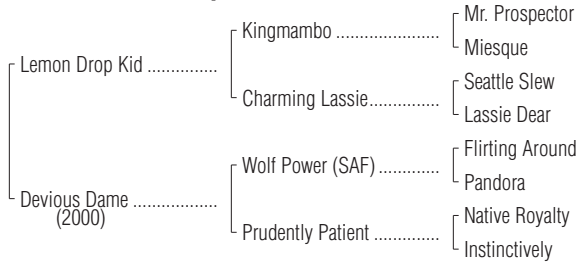 Mr. Prospector
Kingmambo .....................
Miesque
Lemon Drop Kid ...............
Seattle Slew
Charming Lassie...............
Lassie Dear
Flirting Around
Wolf Power (SAF) .............
Pandora
Devious Dame ..................
(2000)
Native Royalty
Prudently Patient ..............
Instinctively